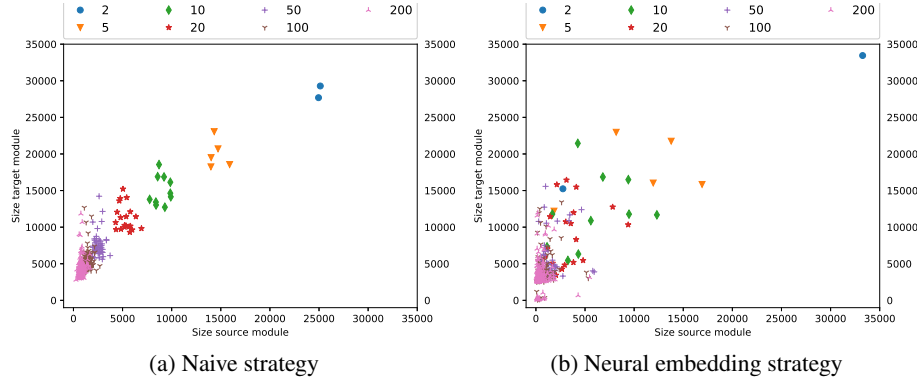 2 10 50 200
5 20 100
35000 35000
30000 30000
25000 25000
20000 20000
15000 15000
10000 10000
5000 5000
0 0
0 5000 10000 15000 20000 25000 30000 35000
Size target module
Size source module
(a) Naive strategy
2 10 50 200
5 20 100
35000 35000
30000 30000
25000 25000
20000 20000
15000 15000
10000 10000
5000 5000
0 0
0 5000 10000 15000 20000 25000 30000 35000
Size target module
Size source module
(b) Neural embedding strategy